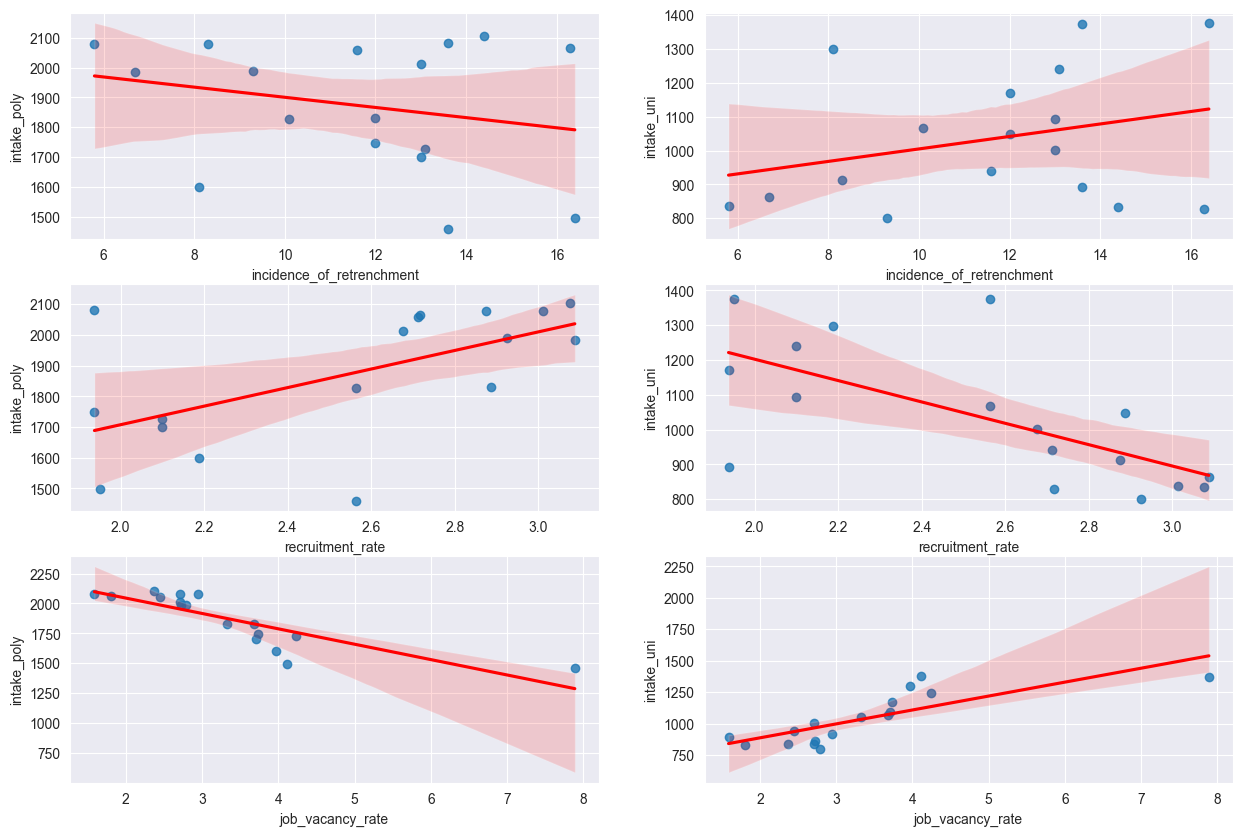 2100
2000
1900
1800
1700
1600
1500
intake_poly
6 8 10 12 14 16
incidence_of_retrenchment
1400
1300
1200
1100
1000
900
800
intake_uni
6 8 10 12 14 16
incidence_of_retrenchment
2100
2000
1900
1800
1700
1600
1500
intake_poly
2.0 2.2 2.4 2.6 2.8 3.0
recruitment_rate
1400
1300
1200
1100
1000
900
800
intake_uni
2.0 2.2 2.4 2.6 2.8 3.0
recruitment_rate
2250
2000
1750
1500
1250
1000
750
intake_poly
2 3 4 5 6 7 8
job_vacancy_rate
2250
2000
1750
1500
1250
1000
750
intake_uni
2 3 4 5 6 7 8
job_vacancy_rate